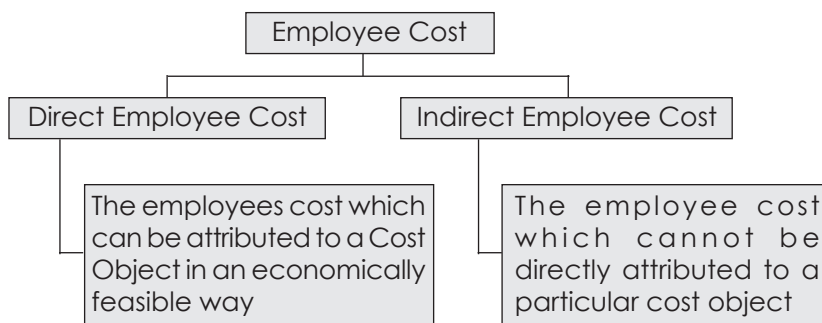 Employee Cost
Direct Employee Cost
Indirect Employee Cost
The employees cost which
can be attributed to a Cost
Object in an economically
feasible way
The employee cost
which cannot be
directly attributed to a
particular cost object